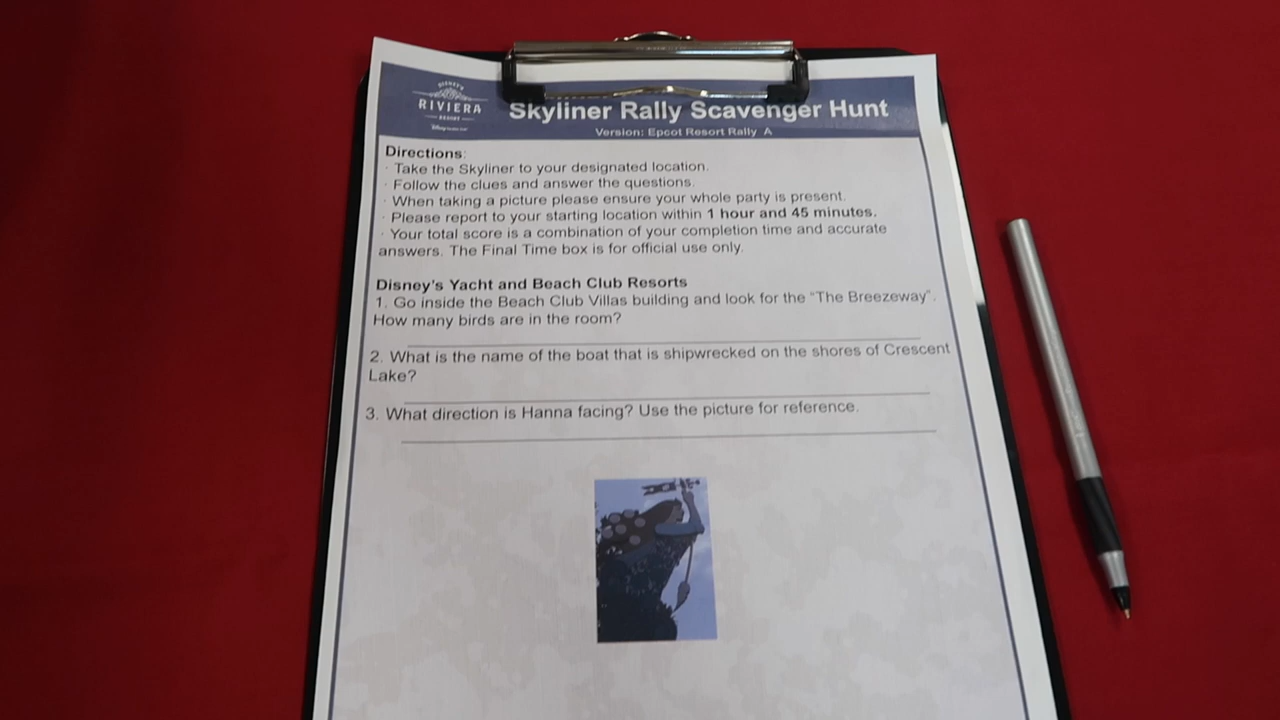 DISNEY'S
RIVIERA
RESORT
Skyliner Rally Scavenger Hunt
Version: Epcot Resort Rally A
Directions:
· Take the Skyliner to your designated location.
· Follow the clues and answer the questions.
· When taking a picture please ensure your whole party is present.
· Please report to your starting location within 1 hour and 45 minutes.
· Your total score is a combination of your completion time and accurate
answers. The Final Time box is for official use only.
Disney's Yacht and Beach Club Resorts
1. Go inside the Beach Club Villas building and look for the "The Breezeway".
How many birds are in the room?
2. What is the name of the boat that is shipwrecked on the shores of Crescent
Lake?
3. What direction is Hanna facing? Use the picture for reference.